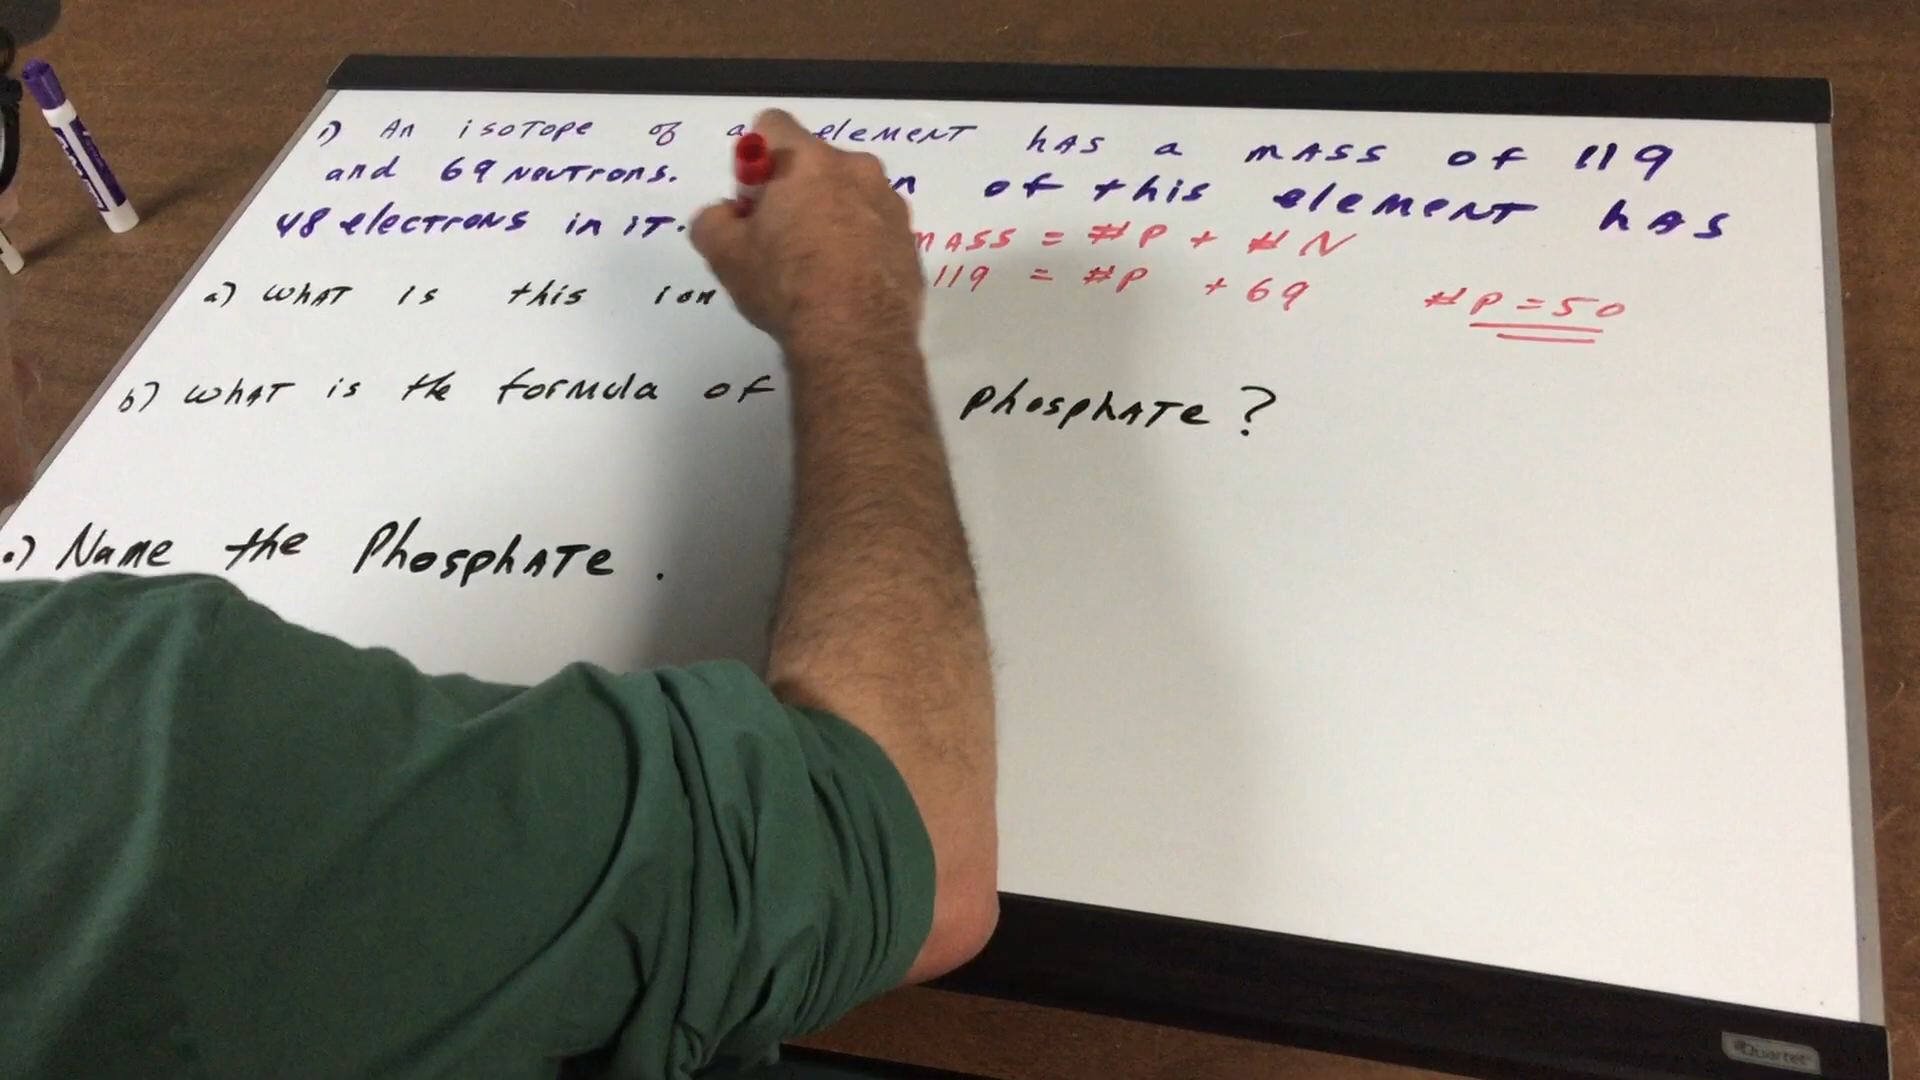 1) An isotope of a element has a mass of 119
and 69 neutrons. of this element has
48 electrons in it.
mass = #P + #N
119 = #P + 69 #P = 50
a) What is this ion
b) What is the formula of phosphate?
.) Name the Phosphate.
Quartet